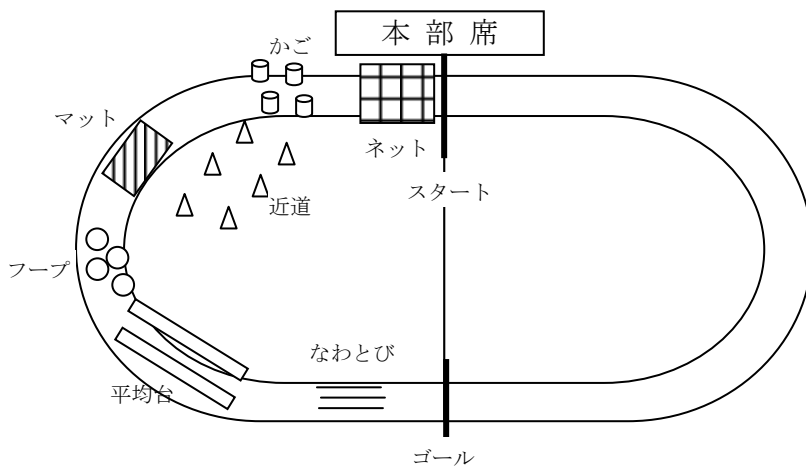 本部席
かご
マット
ネット
スタート
近道
フープ
なわとび
平均台
ゴール